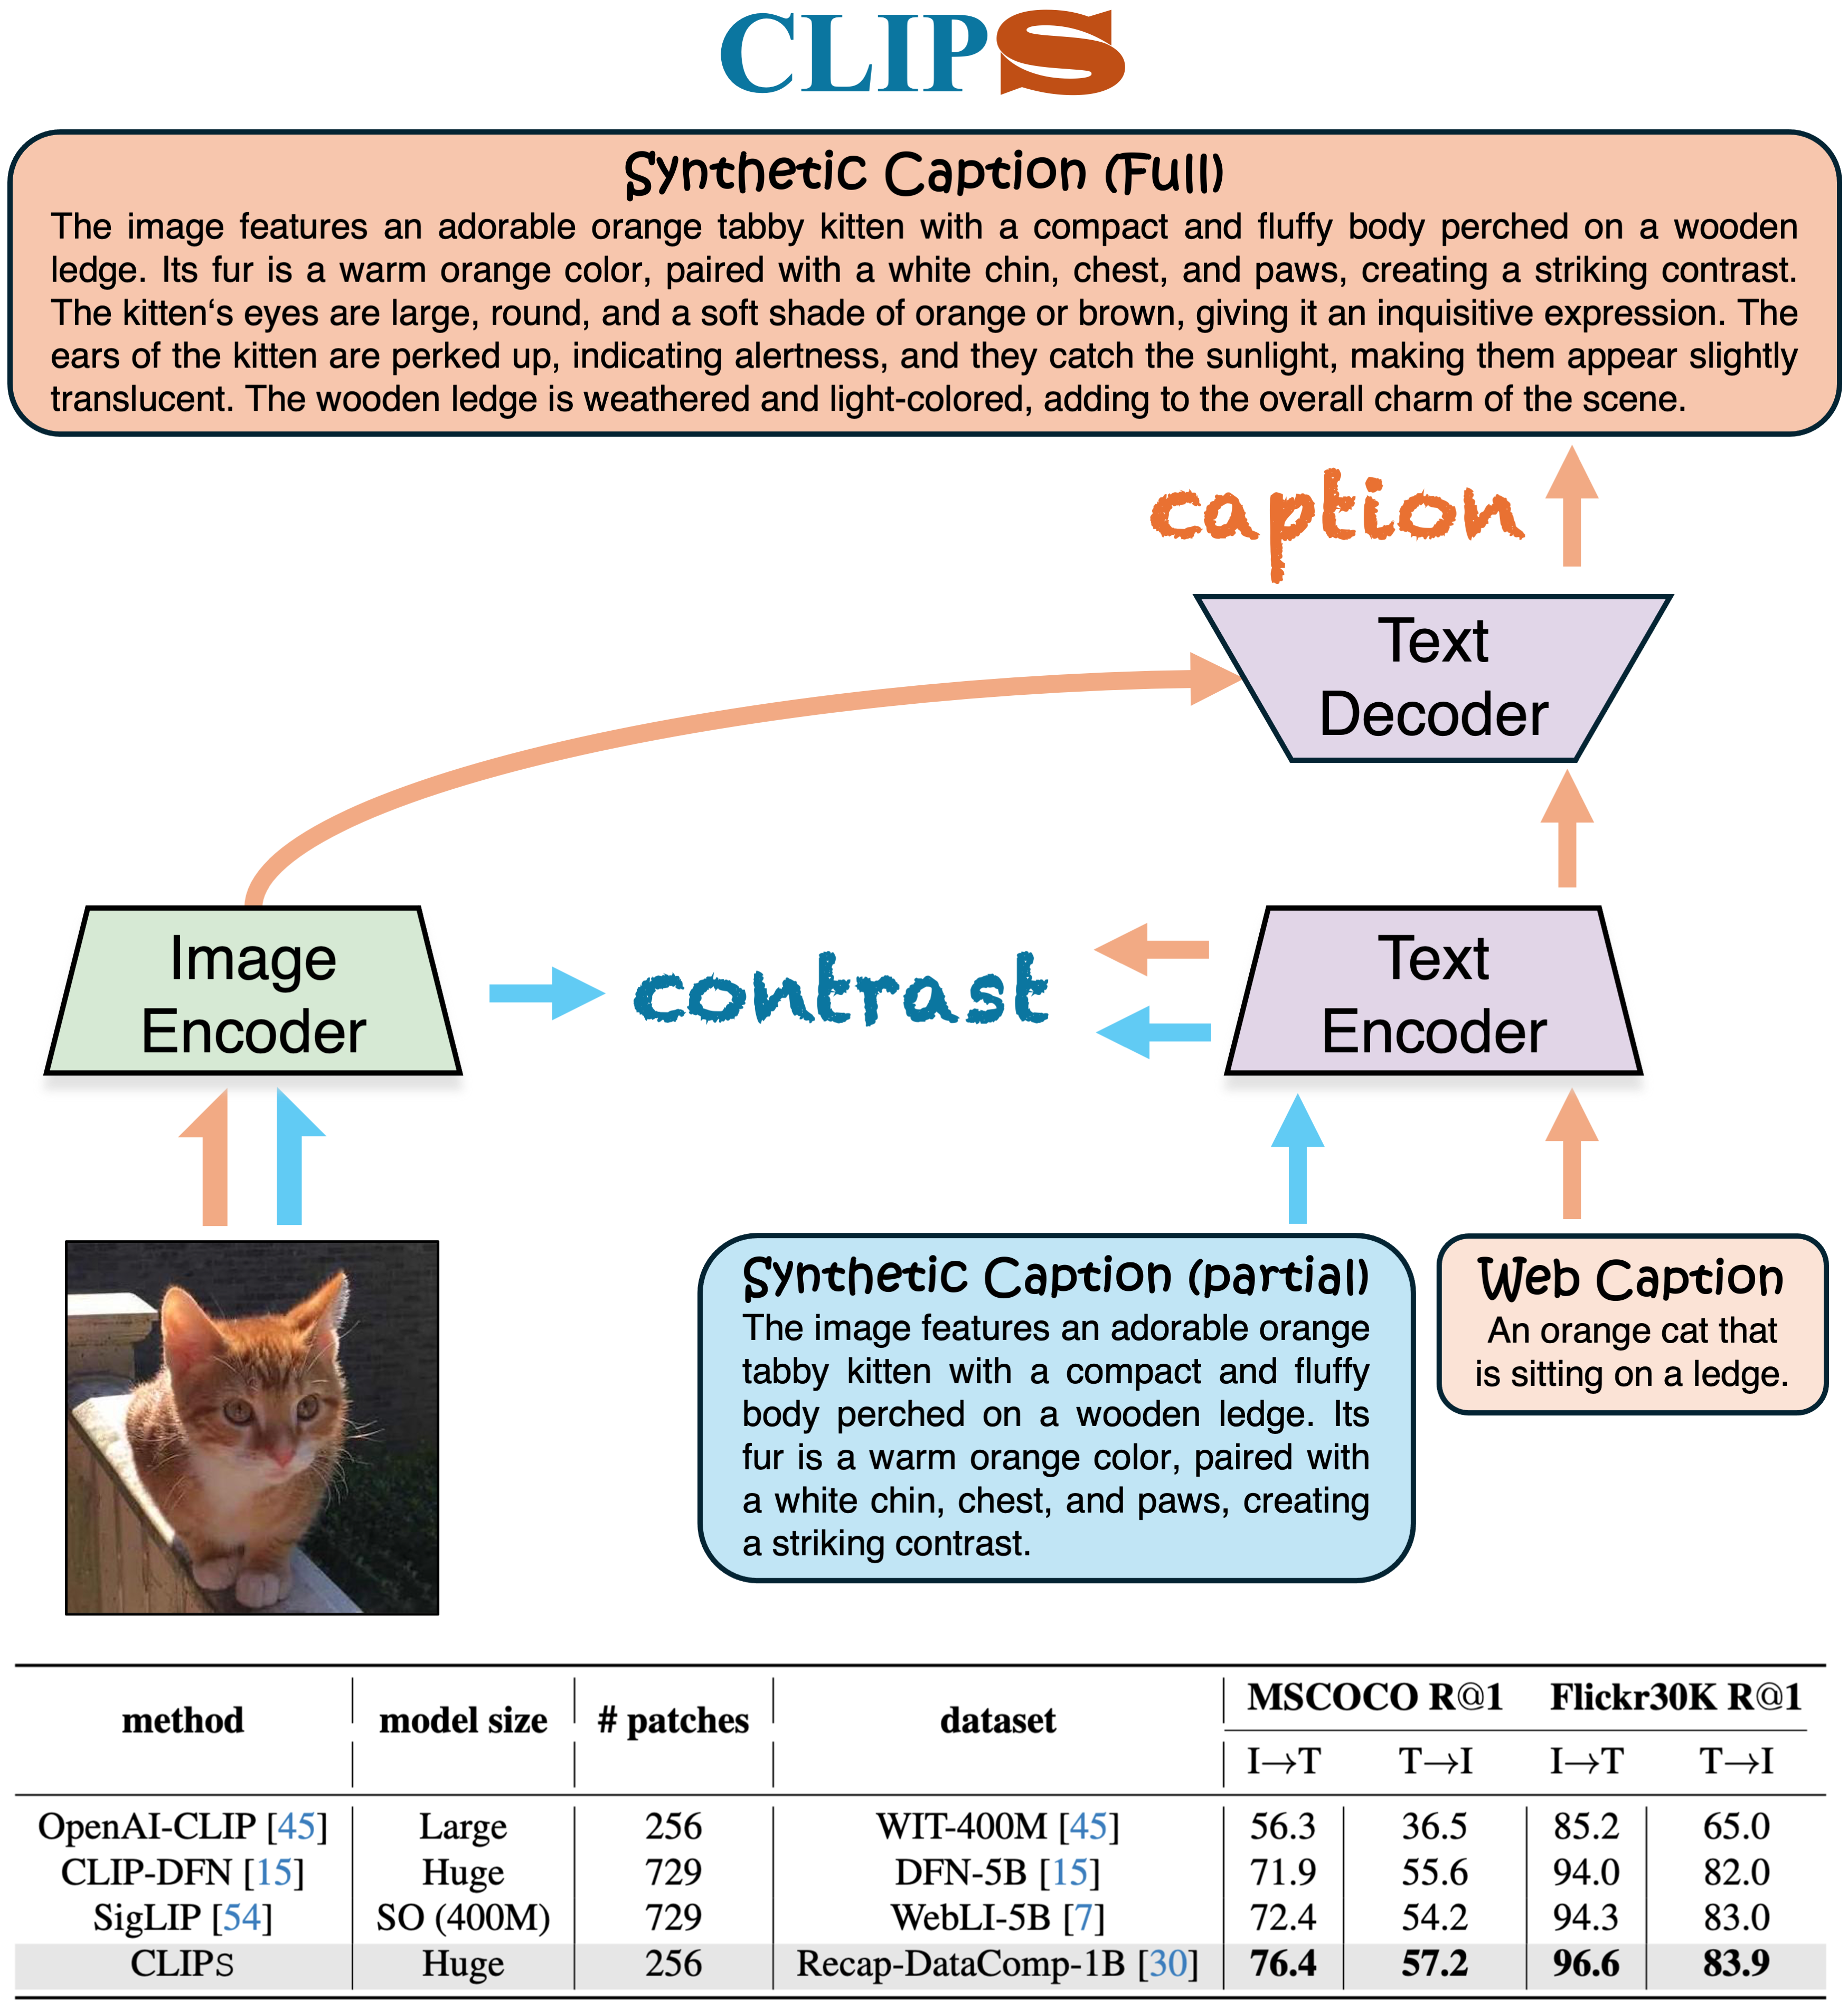 CLIPS
Synthetic Caption (Full)
The image features an adorable orange tabby kitten with a compact and fluffy body perched on a wooden
ledge. Its fur is a warm orange color, paired with a white chin, chest, and paws, creating a striking contrast.
The kitten‘s eyes are large, round, and a soft shade of orange or brown, giving it an inquisitive expression. The
ears of the kitten are perked up, indicating alertness, and they catch the sunlight, making them appear slightly
translucent. The wooden ledge is weathered and light-colored, adding to the overall charm of the scene.
caption
Text
Decoder
Image
Encoder
contrast
Text
Encoder
Synthetic Caption (partial)
The image features an adorable orange
tabby kitten with a compact and fluffy
body perched on a wooden ledge. Its
fur is a warm orange color, paired with
a white chin, chest, and paws, creating
a striking contrast.
Web Caption
An orange cat that
is sitting on a ledge.
method model size # patches dataset MSCOCO R@1 Flickr30K R@1
I→T T→I I→T T→I
OpenAI-CLIP [45] Large 256 WIT-400M [45] 56.3 36.5 85.2 65.0
CLIP-DFN [15] Huge 729 DFN-5B [15] 71.9 55.6 94.0 82.0
SigLIP [54] SO (400M) 729 WebLI-5B [7] 72.4 54.2 94.3 83.0
CLIPS Huge 256 Recap-DataComp-1B [30] 76.4 57.2 96.6 83.9